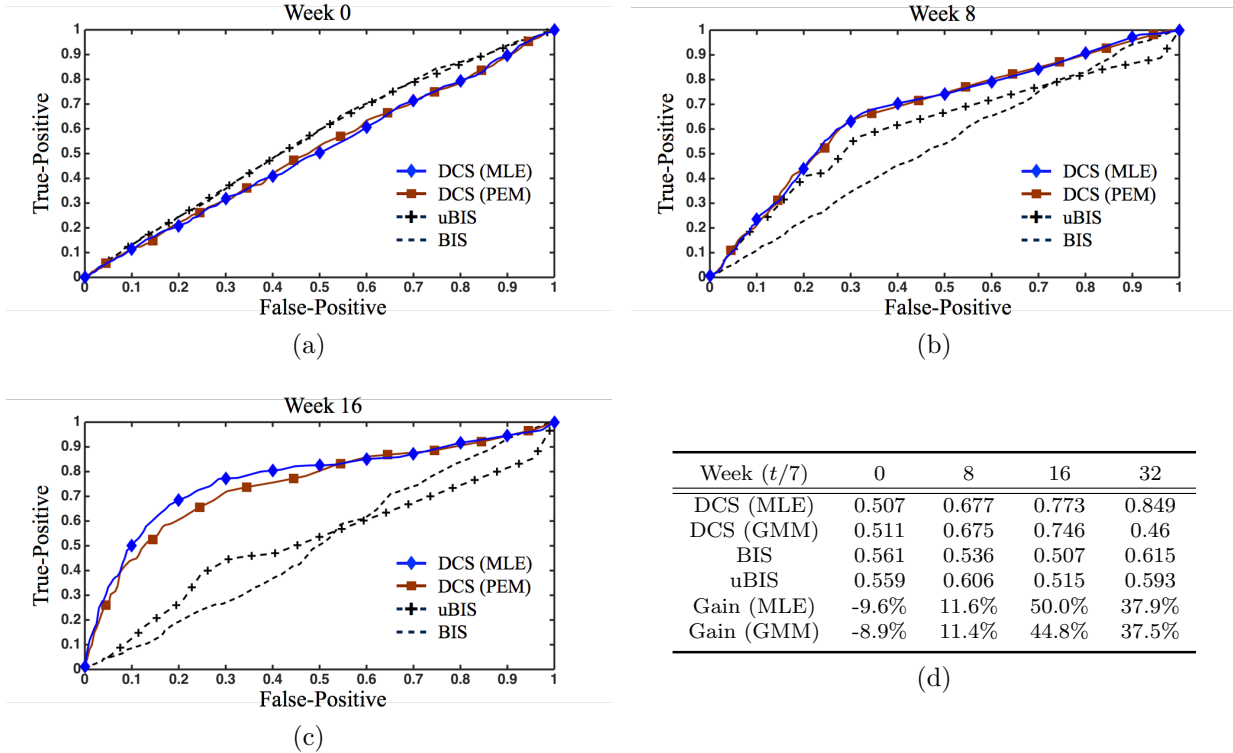 Week 0
True-Positive
1
0.9
0.8
0.7
0.6
0.5
0.4
0.3
0.2
0.1
0
DCS (MLE)
DCS (PEM)
uBIS
BIS
0 0.1 0.2 0.3 0.4 0.5 0.6 0.7 0.8 0.9 1
False-Positive
(a)
Week 8
True-Positive
1
0.9
0.8
0.7
0.6
0.5
0.4
0.3
0.2
0.1
0
DCS (MLE)
DCS (PEM)
uBIS
BIS
0 0.1 0.2 0.3 0.4 0.5 0.6 0.7 0.8 0.9 1
False-Positive
(b)
Week 16
True-Positive
1
0.9
0.8
0.7
0.6
0.5
0.4
0.3
0.2
0.1
0
DCS (MLE)
DCS (PEM)
uBIS
BIS
0 0.1 0.2 0.3 0.4 0.5 0.6 0.7 0.8 0.9 1
False-Positive
(c)
Week (t/7) 0 8 16 32
DCS (MLE) 0.507 0.677 0.773 0.849
DCS (GMM) 0.511 0.675 0.746 0.46
BIS 0.561 0.536 0.507 0.615
uBIS 0.559 0.606 0.515 0.593
Gain (MLE) -9.6% 11.6% 50.0% 37.9%
Gain (GMM) -8.9% 11.4% 44.8% 37.5%
(d)